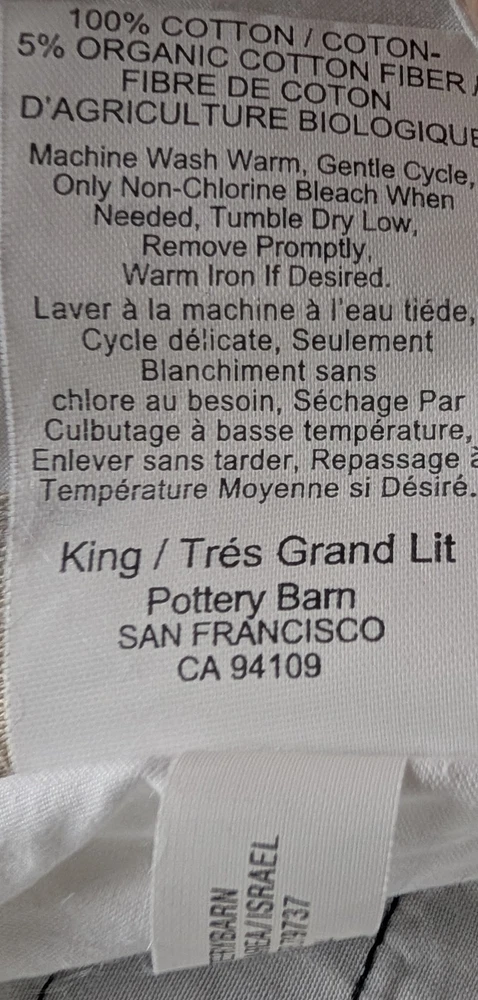 100% COTTON / COTON-
5% ORGANIC COTTON FIBER /
FIBRE DE COTON
D'AGRICULTURE BIOLOGIQUE
Machine Wash Warm, Gentle Cycle,
Only Non-Chlorine Bleach When
Needed, Tumble Dry Low,
Remove Promptly,
Warm Iron If Desired.
Laver à la machine à l'eau tiéde,
Cycle délicate, Seulement
Blanchiment sans
chlore au besoin, Séchage Par
Culbutage à basse température,
Enlever sans tarder, Repassage à
Température Moyenne si Désiré.
King / Trés Grand Lit
Pottery Barn
SAN FRANCISCO
CA 94109
BARN
/ISRAEL
9737